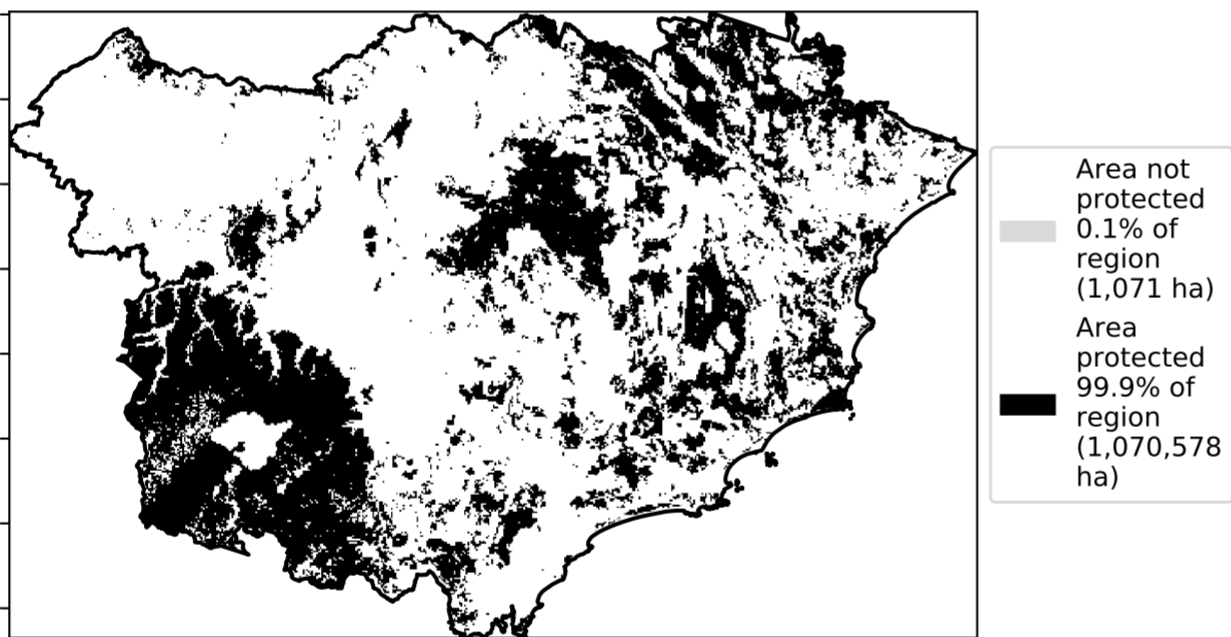 Area not
protected
0.1% of
region
(1,071 ha)
Area
protected
99.9% of
region
(1,070,578
ha)